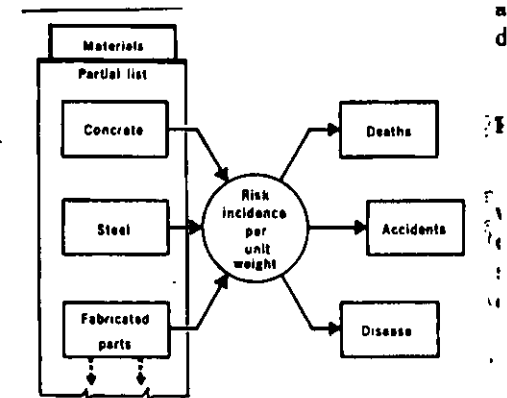 Materials
Partial list
Concrete
Steel
Fabricated
parts
Risk
incidence
per
unit
weight
Deaths
Accidents
Disease
a
d